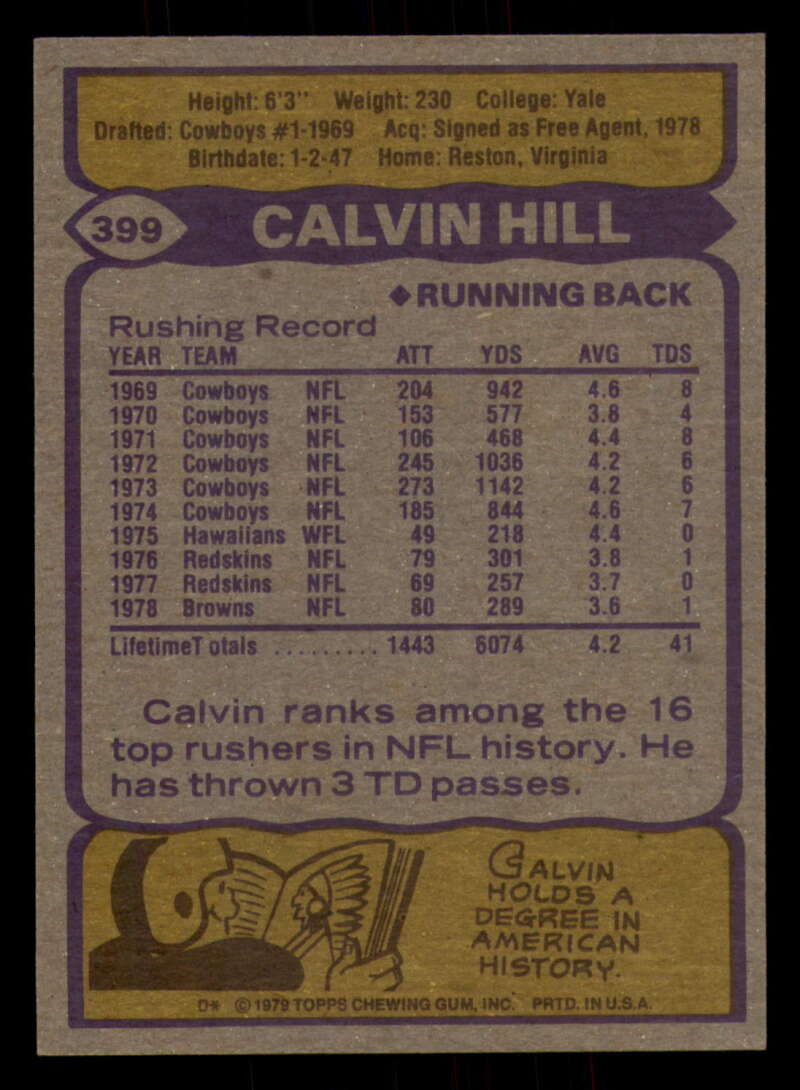 Height: 6'3" Weight: 230 College: Yale
Drafted: Cowboys #1-1969 Acq: Signed as Free Agent, 1978
Birthdate: 1-2-47 Home: Reston, Virginia
399 CALVIN HILL
◆RUNNING BACK
Rushing Record
YEAR TEAM ATT YDS AVG TDS
1969 Cowboys NFL 204 942 4.6 8
1970 Cowboys NFL 153 577 3.8 4
1971 Cowboys NFL 106 468 4.4 8
1972 Cowboys NFL 245 1036 4.2 6
1973 Cowboys NFL 273 1142 4.2 6
1974 Cowboys NFL 185 844 4.6 7
1975 Hawaiians WFL 49 218 4.4 0
1976 Redskins NFL 79 301 3.8 1
1977 Redskins NFL 69 257 3.7 0
1978 Browns NFL 80 289 3.6 1
LifetimeT otals ......... 1443 6074 4.2 41
Calvin ranks among the 16
top rushers in NFL history. He
has thrown 3 TD passes.
CALVIN
HOLDS A
DEGREE IN
AMERICAN
HISTORY.
D* © 1979 TOPPS CHEWING GUM, INC. PRTD. IN U.S.A.